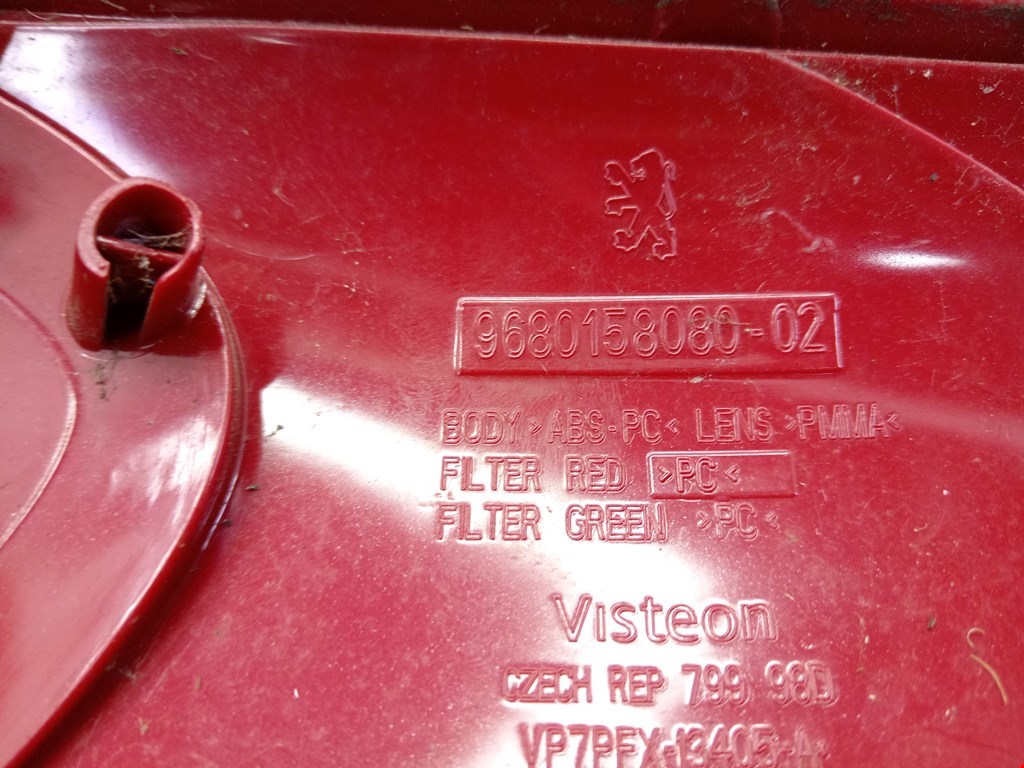 9680158080-02
BODY >ABS-PC< LENS >PMMA<
FILTER RED >PC<
FILTER GREEN >PC<
Visteon
CZECH REP 799 98D